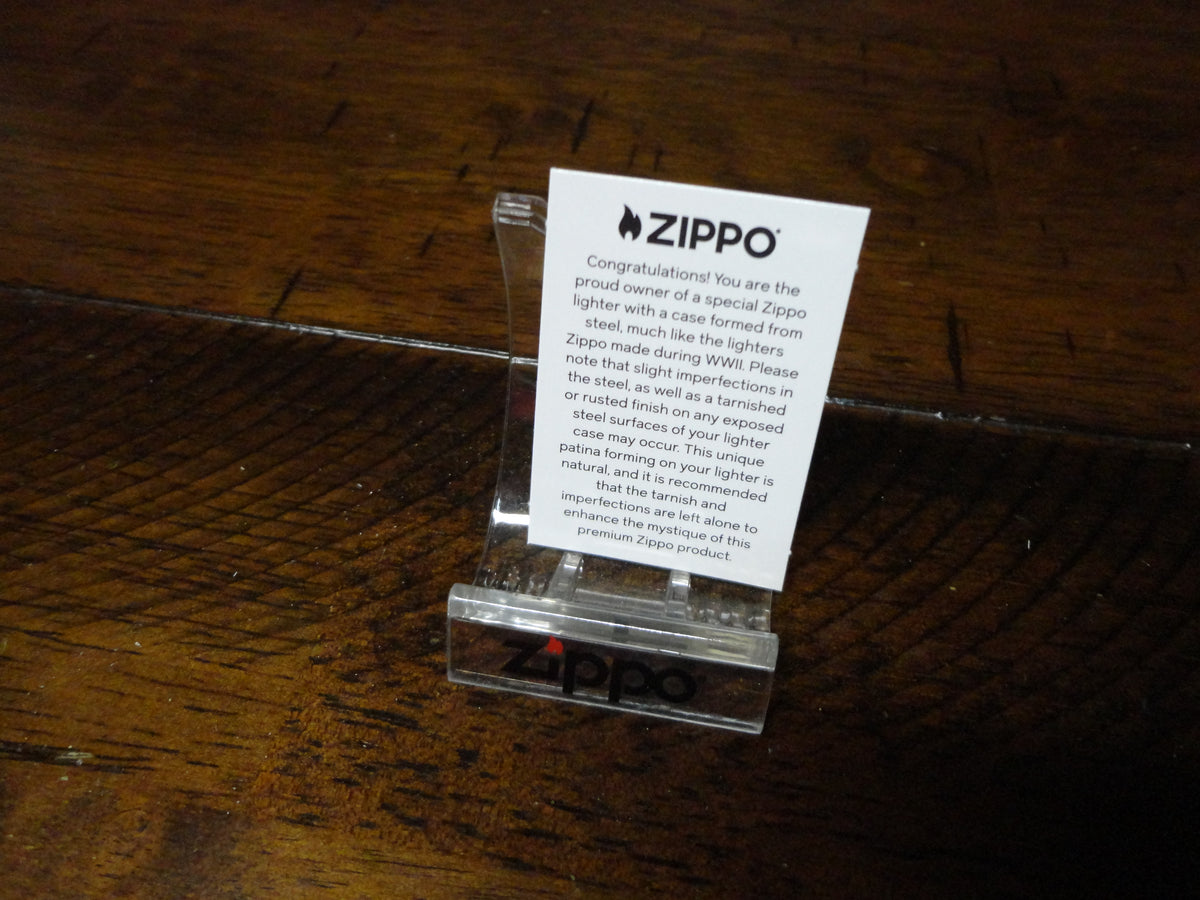 ZIPPO
Congratulations! You are the
proud owner of a special Zippo
lighter with a case formed from
steel, much like the lighters
Zippo made during WWII. Please
note that slight imperfections in
the steel, as well as a tarnished
or rusted finish on any exposed
steel surfaces of your lighter
case may occur. This unique
patina forming on your lighter is
natural, and it is recommended
that the tarnish and
imperfections are left alone to
enhance the mystique of this
premium Zippo product.
zippo